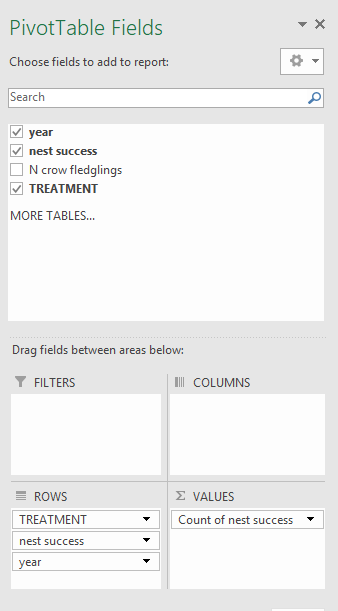 PivotTable Fields
Choose fields to add to report:
Search
year
nest success
N crow fledglings
TREATMENT
MORE TABLES...
Drag fields between areas below:
FILTERS
COLUMNS
ROWS
TREATMENT
nest success
year
VALUES
Count of nest success